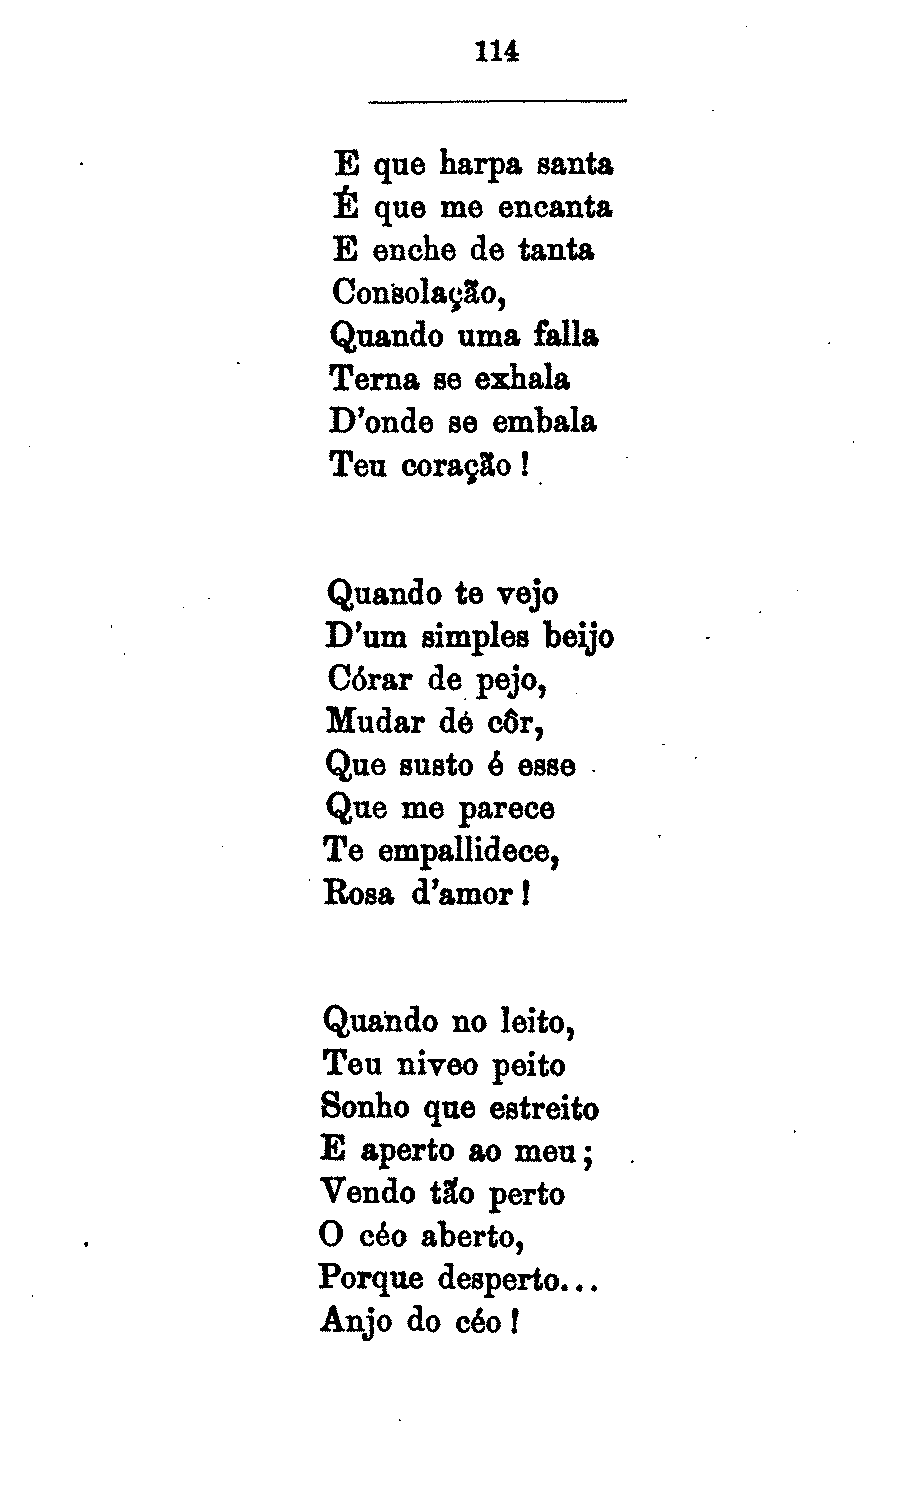 114
E que harpa santa
É que me encanta
E enche de tanta
Consolação,
Quando uma falla
Terna se exhala
D'onde se embala
Teu coração!
Quando te vejo
D'um simples beijo
Córar de pejo,
Mudar de côr,
Que susto é esse
Que me parece
Te empallidece,
Rosa d'amor!
Quando no leito,
Teu niveo peito
Sonho que estreito
E aperto ao meu;
Vendo tão perto
O céo aberto,
Porque desperto...
Anjo do céo!